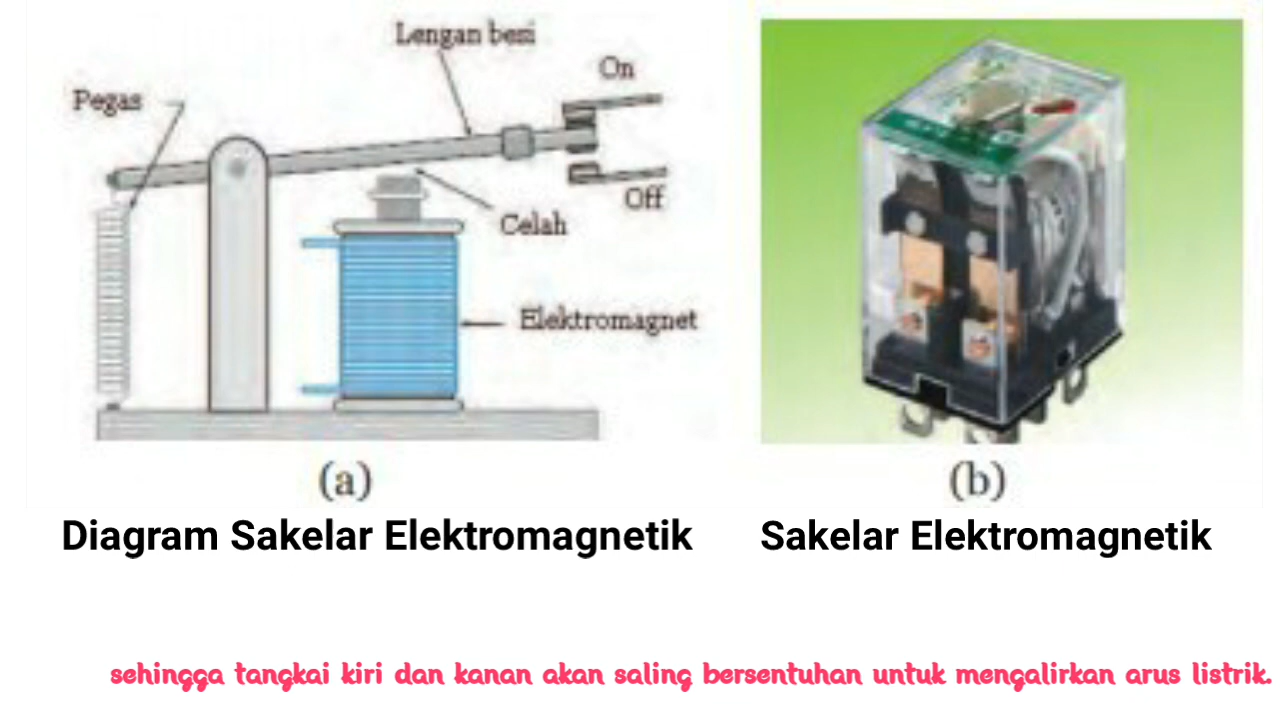 Lengan besi
On
Pegas
Off
Celah
Elektromagnet
(a)
(b)
Diagram Sakelar Elektromagnetik
Sakelar Elektromagnetik
sehingga tangkai kiri dan kanan akan saling bersentuhan untuk mengalirkan arus listrik.